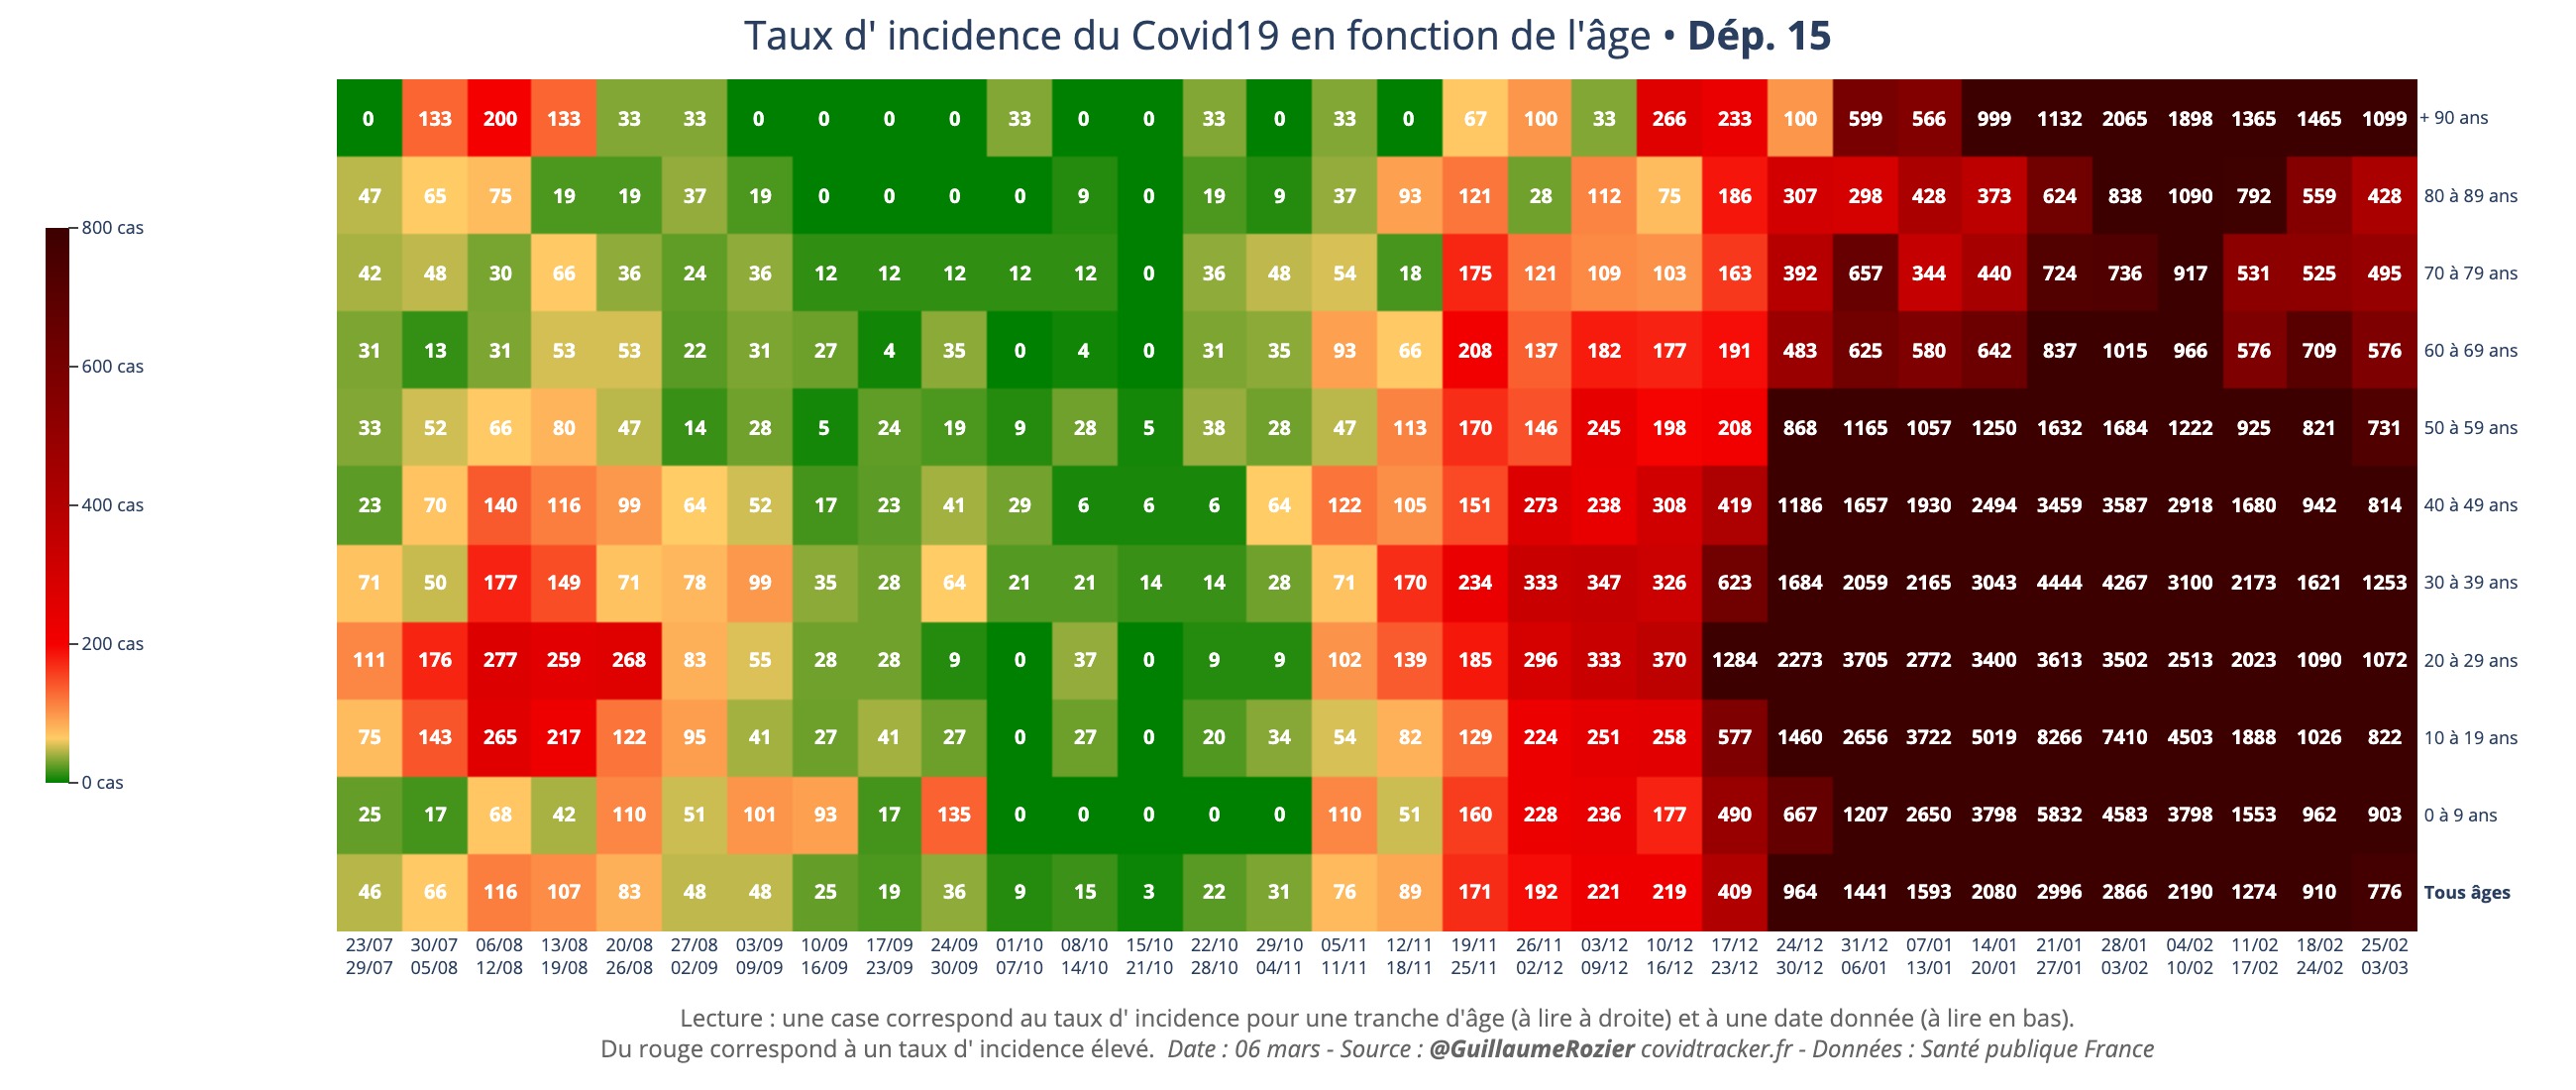 Taux d' incidence du Covid19 en fonction de l'âge • Dép. 15
800 cas
600 cas
400 cas
200 cas
0 cas
0 133 200 133 33 33 0 0 0 0 33 0 0 33 0 33 0 67 100 33 266 233 100 599 566 999 1132 2065 1898 1365 1465 1099 + 90 ans
47 65 75 19 19 37 19 0 0 0 0 9 0 19 9 37 93 121 28 112 75 186 307 298 428 373 624 838 1090 792 559 428 80 à 89 ans
42 48 30 66 36 24 36 12 12 12 12 12 0 36 48 54 18 175 121 109 103 163 392 657 344 440 724 736 917 531 525 495 70 à 79 ans
31 13 31 53 53 22 31 27 4 35 0 4 0 31 35 93 66 208 137 182 177 191 483 625 580 642 837 1015 966 576 709 576 60 à 69 ans
33 52 66 80 47 14 28 5 24 19 9 28 5 38 28 47 113 170 146 245 198 208 868 1165 1057 1250 1632 1684 1222 925 821 731 50 à 59 ans
23 70 140 116 99 64 52 17 23 41 29 6 6 6 64 122 105 151 273 238 308 419 1186 1657 1930 2494 3459 3587 2918 1680 942 814 40 à 49 ans
71 50 177 149 71 78 99 35 28 64 21 21 14 14 28 71 170 234 333 347 326 623 1684 2059 2165 3043 4444 4267 3100 2173 1621 1253 30 à 39 ans
111 176 277 259 268 83 55 28 28 9 0 37 0 9 9 102 139 185 296 333 370 1284 2273 3705 2772 3400 3613 3502 2513 2023 1090 1072 20 à 29 ans
75 143 265 217 122 95 41 27 41 27 0 27 0 20 34 54 82 129 224 251 258 577 1460 2656 3722 5019 8266 7410 4503 1888 1026 822 10 à 19 ans
25 17 68 42 110 51 101 93 17 135 0 0 0 0 0 110 51 160 228 236 177 490 667 1207 2650 3798 5832 4583 3798 1553 962 903 0 à 9 ans
46 66 116 107 83 48 48 25 19 36 9 15 3 22 31 76 89 171 192 221 219 409 964 1441 1593 2080 2996 2866 2190 1274 910 776 Tous âges
23/07 30/07 06/08 13/08 20/08 27/08 03/09 10/09 17/09 24/09 01/10 08/10 15/10 22/10 29/10 05/11 12/11 19/11 26/11 03/12 10/12 17/12 24/12 31/12 07/01 14/01 21/01 28/01 04/02 11/02 18/02 25/02
29/07 05/08 12/08 19/08 26/08 02/09 09/09 16/09 23/09 30/09 07/10 14/10 21/10 28/10 04/11 11/11 18/11 25/11 02/12 09/12 16/12 23/12 30/12 06/01 13/01 20/01 27/01 03/02 10/02 17/02 24/02 03/03
Lecture : une case correspond au taux d' incidence pour une tranche d'âge (à lire à droite) et à une date donnée (à lire en bas).
Du rouge correspond à un taux d' incidence élevé. Date : 06 mars - Source : @GuillaumeRozier covidtracker.fr - Données : Santé publique France